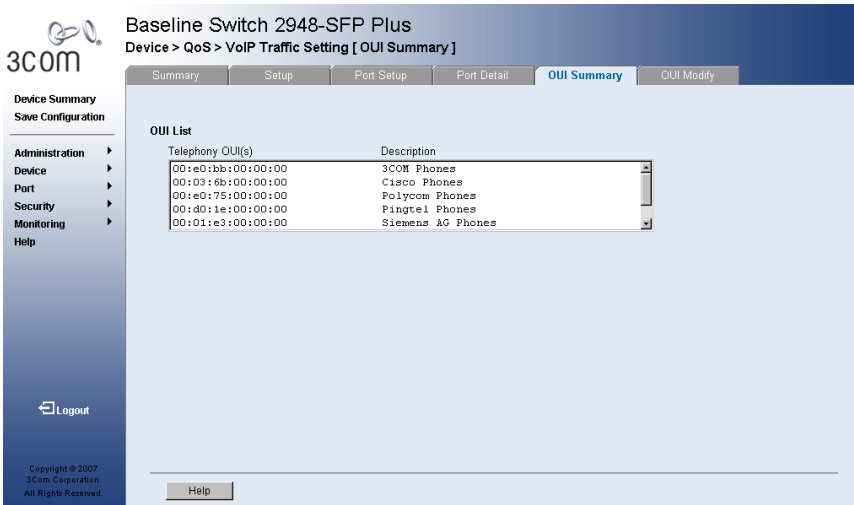 3COM
Baseline Switch 2948-SFP Plus
Device > QoS > VoIP Traffic Setting [ OUI Summary ]
Summary Setup Port Setup Port Detail OUI Summary OUI Modify
Device Summary
Save Configuration
Administration
Device
Port
Security
Monitoring
Help
Logout
Copyright © 2007
3Com Corporation.
All Rights Reserved.
OUI List
Telephony OUI(s) Description
00:e0:bb:00:00:00 3COM Phones
00:03:6b:00:00:00 Cisco Phones
00:e0:75:00:00:00 Polycom Phones
00:d0:1e:00:00:00 Pingtel Phones
00:01:e3:00:00:00 Siemens AG Phones
Help